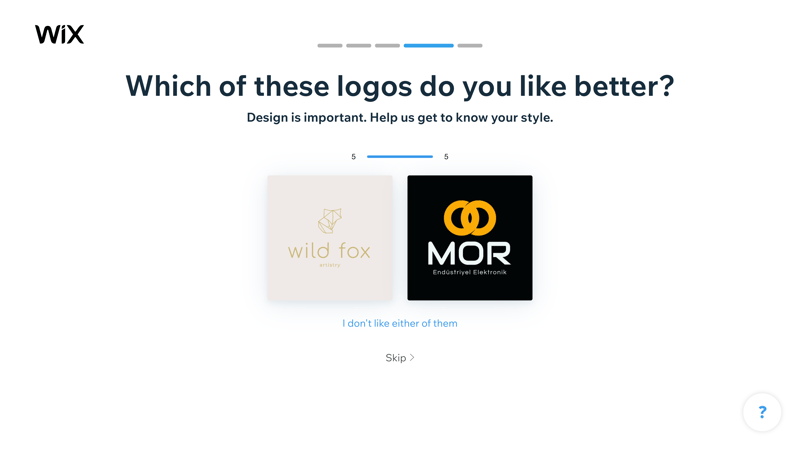 WiX
Which of these logos do you like better?
Design is important. Help us get to know your style.
5 5
wild fox
artistry
MOR
Endüstriyel Elektronik
I don't like either of them
Skip
?